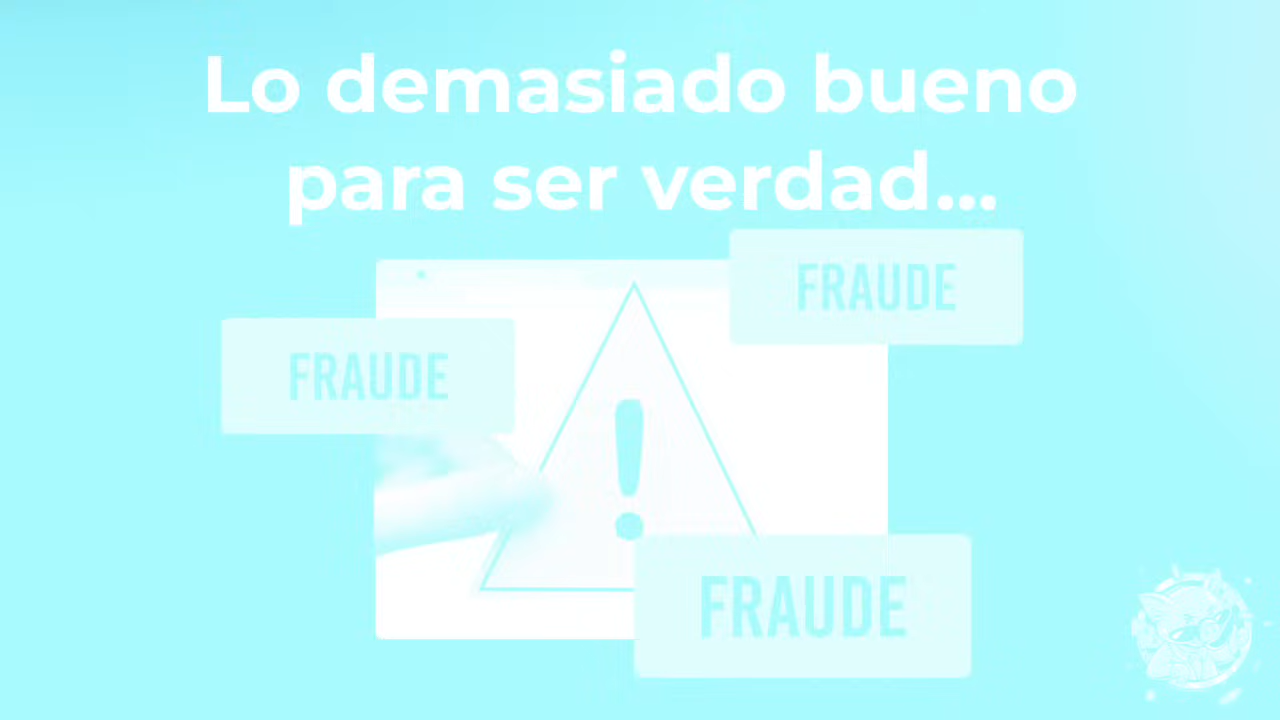 Lo demasiado bueno
para ser verdad...
FRAUDE
FRAUDE
!
FRAUDE